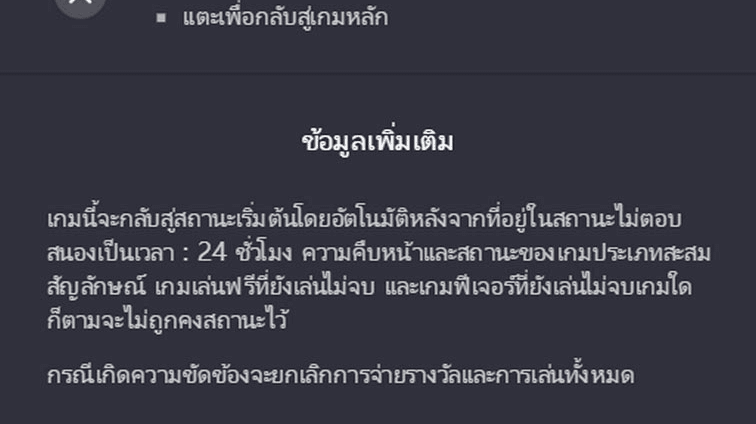 แตะเพื่อกลับสู่เกมหลัก
ข้อมูลเพิ่มเติม
เกมนี้จะกลับสู่สถานะเริ่มต้นโดยอัตโนมัติหลังจากที่อยู่ในสถานะไม่ตอบ
สนองเป็นเวลา : 24 ชั่วโมง ความคืบหน้าและสถานะของเกมประเภทสะสม
สัญลักษณ์ เกมเล่นฟรีที่ยังเล่นไม่จบ และเกมฟีเจอร์ที่ยังเล่นไม่จบเกมใด
ก็ตามจะไม่ถูกคงสถานะไว้
กรณีเกิดความขัดข้องจะยกเลิกการจ่ายรางวัลและการเล่นทั้งหมด